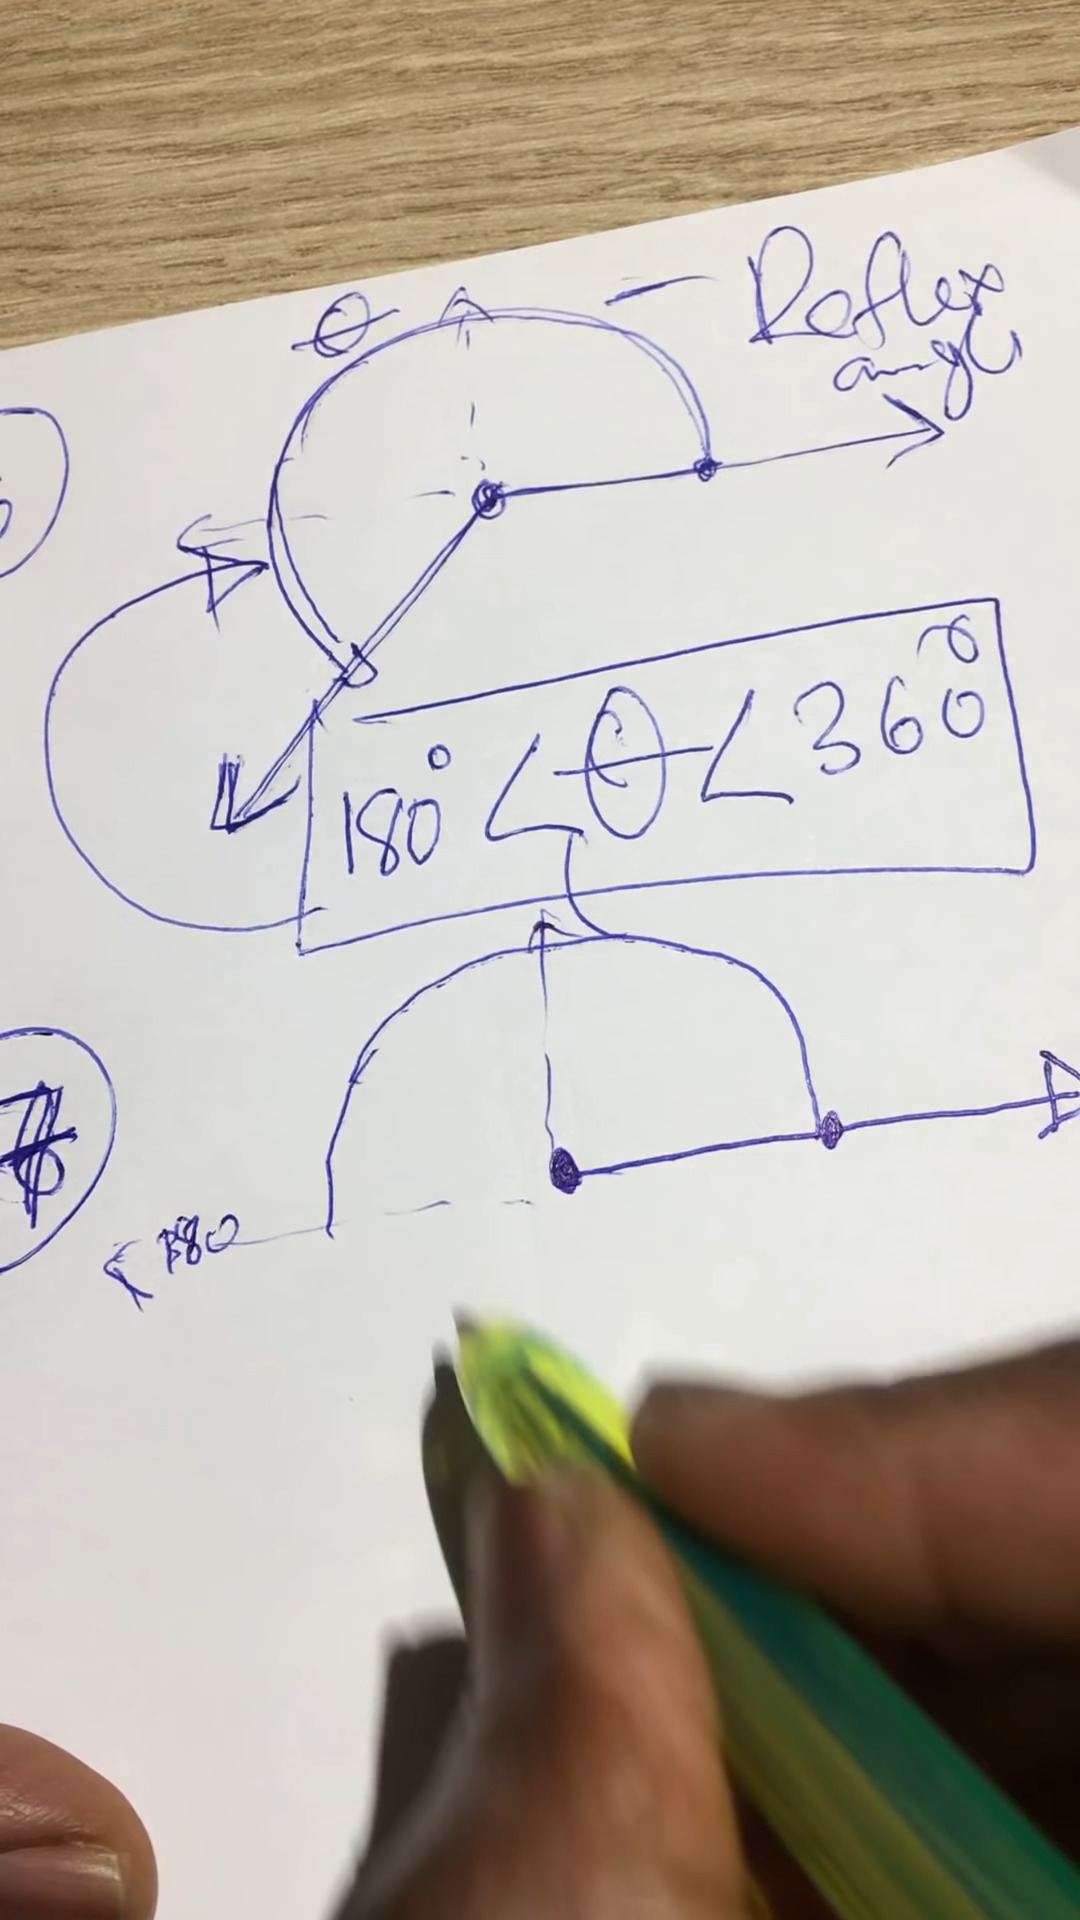 θ
Reflex
angle
180° < θ < 360°
180